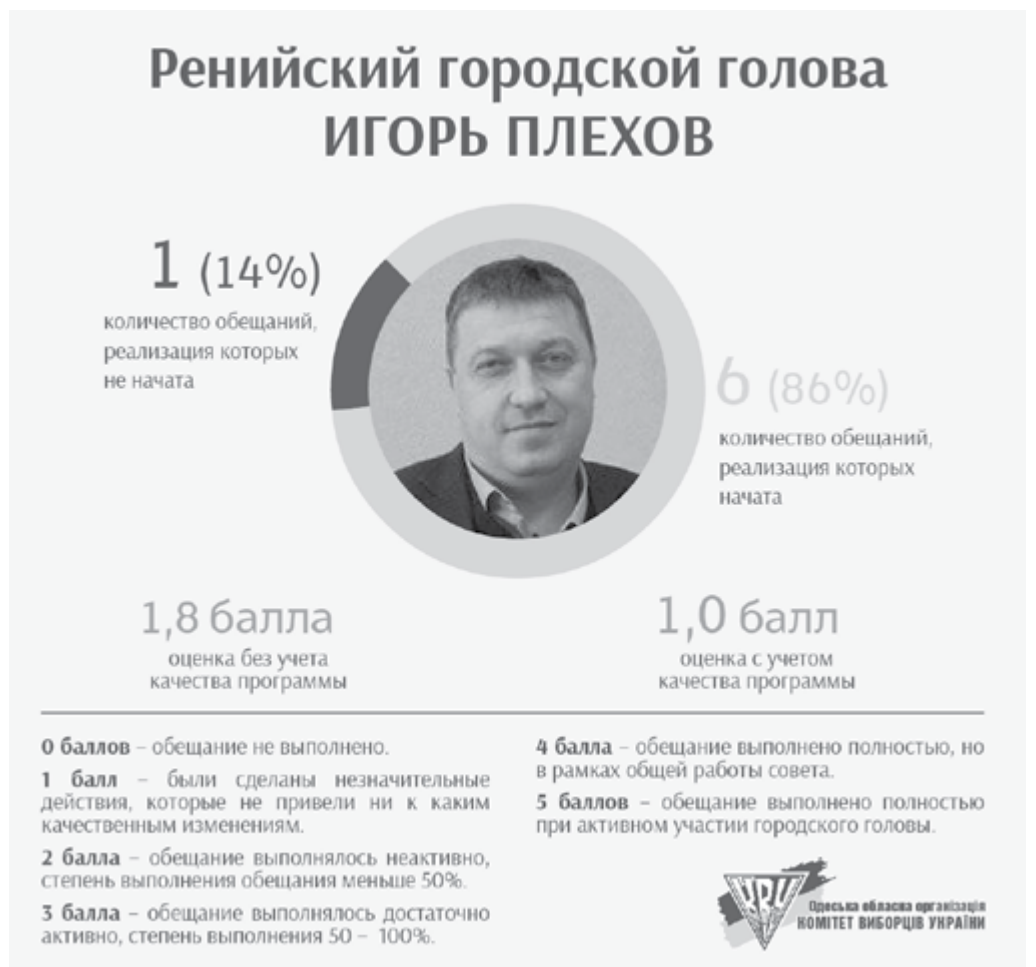 Ренийский городской голова
ИГОРЬ ПЛЕХОВ
1 (14%)
количество обещаний,
реализация которых
не начата
6 (86%)
количество обещаний,
реализация которых
начата
1,8 балла
оценка без учета
качества программы
1,0 балл
оценка с учетом
качества программы
0 баллов – обещание не выполнено.
1 балл – были сделаны незначительные
действия, которые не привели ни к каким
качественным изменениям.
2 балла – обещание выполнялось неактивно,
степень выполнения обещания меньше 50%.
3 балла – обещание выполнялось достаточно
активно, степень выполнения 50 – 100%.
4 балла – обещание выполнено полностью, но
в рамках общей работы совета.
5 баллов – обещание выполнено полностью
при активном участии городского головы.
КВУ
Одеська обласна організація
КОМІТЕТ ВИБОРЦІВ УКРАЇНИ